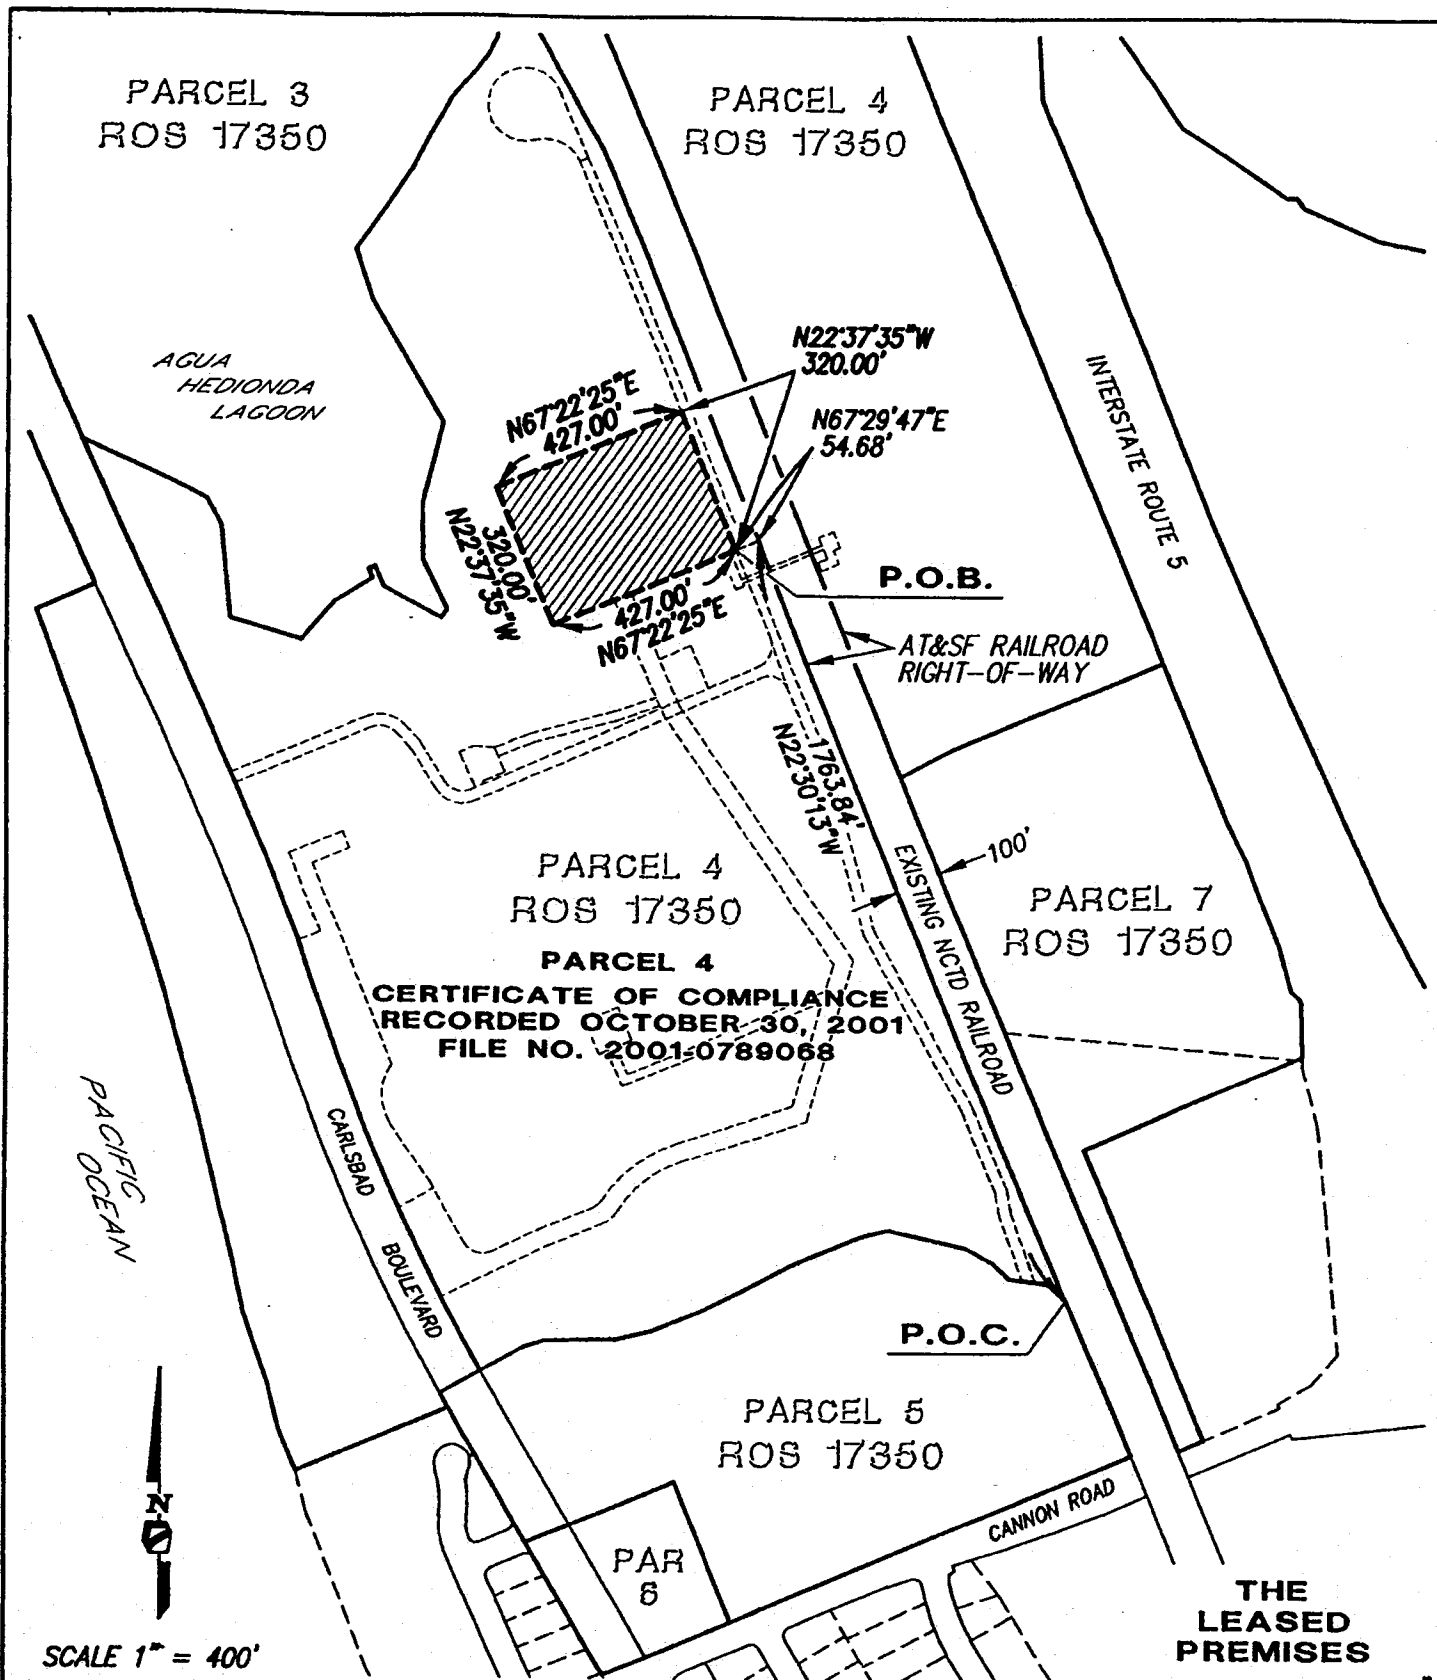 PARCEL 3
ROS 17350
PARCEL 4
ROS 17350
AGUA
HEDIONDA
LAGOON
N22°37'35"W
320.00'
N67°22'25"E
427.00'
N67°29'47"E
54.68'
INTERSTATE ROUTE 5
320.00'
N22°37'35"W
427.00'
N67°22'25"E
P.O.B.
AT&SF RAILROAD
RIGHT-OF-WAY
1763.84'
N22°30'13"W
EXISTING NCTD RAILROAD
100'
PARCEL 4
ROS 17350
PARCEL 4
CERTIFICATE OF COMPLIANCE
RECORDED OCTOBER 30, 2001
FILE NO. 2001-0789068
PARCEL 7
ROS 17350
PACIFIC
OCEAN
CARLSBAD
BOULEVARD
P.O.C.
PARCEL 5
ROS 17350
CANNON ROAD
PAR
6
N
SCALE 1" = 400'
THE
LEASED
PREMISES